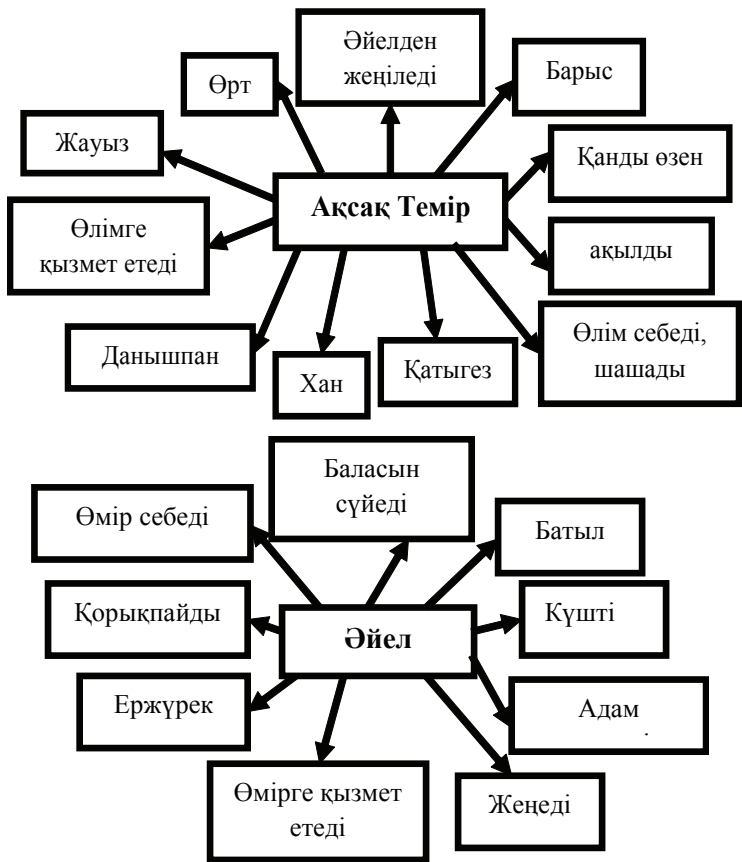 Әйелден
жеңіледі
Барыс
Өрт
Жауыз
Қанды өзен
Ақсақ Темір
Өлімге
қызмет етеді
ақылды
Өлім себеді,
шашады
Данышпан
Хан
Қатыгез
Баласын
сүйеді
Өмір себеді
Батыл
Қорықпайды
Күшті
Әйел
Ержүрек
Адам
.
Өмірге қызмет
етеді
Жеңеді